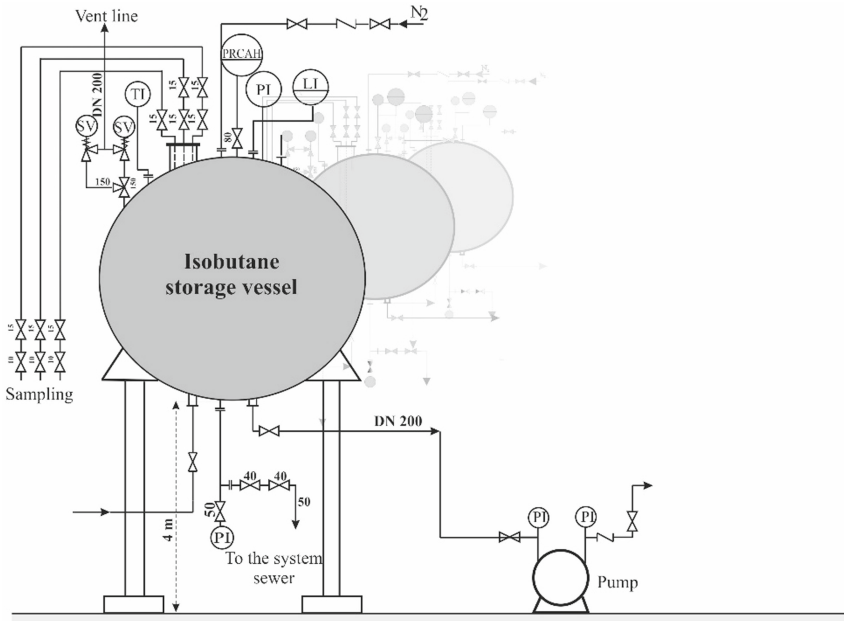 Vent line
N2
PRCAH
PI
LI
TI
DN 200
SV
SV
15
15
15
15
15
80
150
150
Isobutane
storage vessel
15
15
15
10
10
10
Sampling
DN 200
40
40
50
50
4 m
PI
PI
PI
To the system
sewer
Pump